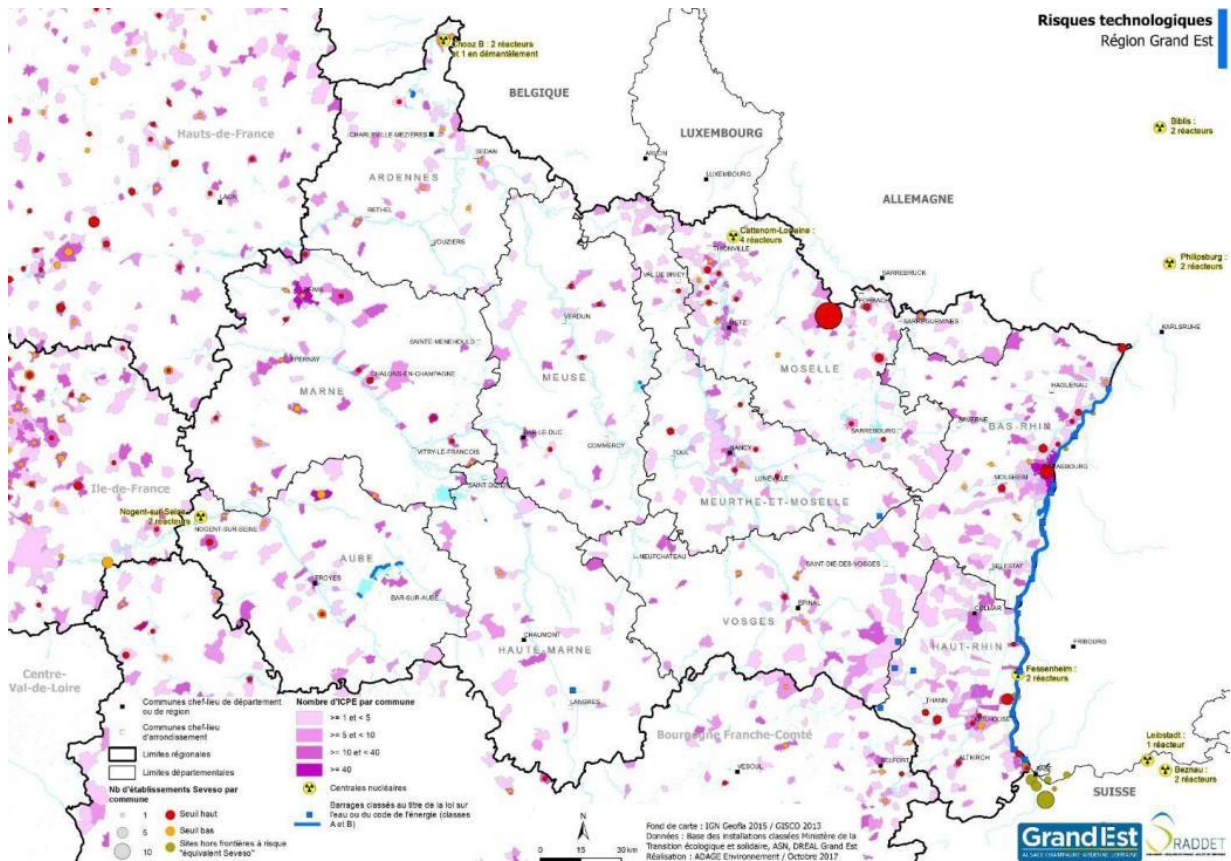 Risques technologiques
Région Grand Est
Chooz B : 2 réacteurs
et 1 en démantèlement
BELGIQUE
Biblis :
2 réacteurs
Hauts-de-France
CHARLEVILLE-MEZIERES
LUXEMBOURG
SEDAN
ARLON
LUXEMBOURG
ARDENNES
LAON
ALLEMAGNE
RETHEL
VOUZIERS
Cattenom-Lorraine :
4 réacteurs
THIONVILLE
Philipsburg :
2 réacteurs
VAL DE BRIEY
SARREBRUCK
FORBACH
REIMS
VERDUN
METZ
SARREGUEMINES
KARLSRUHE
SAINTE-MENEHOULD
EPERNAY
CHALONS-EN-CHAMPAGNE
MEUSE
MOSELLE
MARNE
HAGUENAU
BAR-LE-DUC
SARREBOURG
SAVERNE
BAS-RHIN
COMMERCY
VITRY-LE-FRANCOIS
TOUL
NANCY
STRASBOURG
LUNEVILLE
MOLSHEIM
SAINT-DIZIER
Ile-de-France
MEURTHE-ET-MOSELLE
Nogent-sur-Seine
2 réacteurs
NOGENT-SUR-SEINE
AUBE
NEUFCHATEAU
SAINT-DIE-DES-VOSGES
SELESTAT
TROYES
BAR-SUR-AUBE
EPINAL
COLMAR
VOSGES
CHAUMONT
HAUTE-MARNE
HAUT-RHIN
FRIBOURG
Centre-
Val-de-Loire
Fessenheim :
2 réacteurs
LANGRES
THANN
MULHOUSE
Bourgogne Franche-Comté
Leibstadt :
1 réacteur
ALTKIRCH
BELFORT
VESOUL
BALE
Beznau :
2 réacteurs
SUISSE
Communes chef-lieu de département
ou de région
Communes chef-lieu
d'arrondissement
Limites régionales
Limites départementales
Nb d'établissements Seveso par
commune
1
5
10
Seuil haut
Seuil bas
Sites hors frontières à risque
"équivalent Seveso"
Nombre d'ICPE par commune
>= 1 et < 5
>= 5 et < 10
>= 10 et < 40
>= 40
Centrales nucléaires
Barrages classés au titre de la loi sur
l'eau ou du code de l'énergie (classes
A et B)
N
0 15 30 km
Fond de carte : IGN Geofla 2015 / GISCO 2013
Données : Base des installations classées Ministère de la
Transition écologique et solidaire, ASN, DREAL Grand Est
Réalisation : ADAGE Environnement / Octobre 2017
GrandEst
ALSACE CHAMPAGNE-ARDENNE LORRAINE
SRADDET